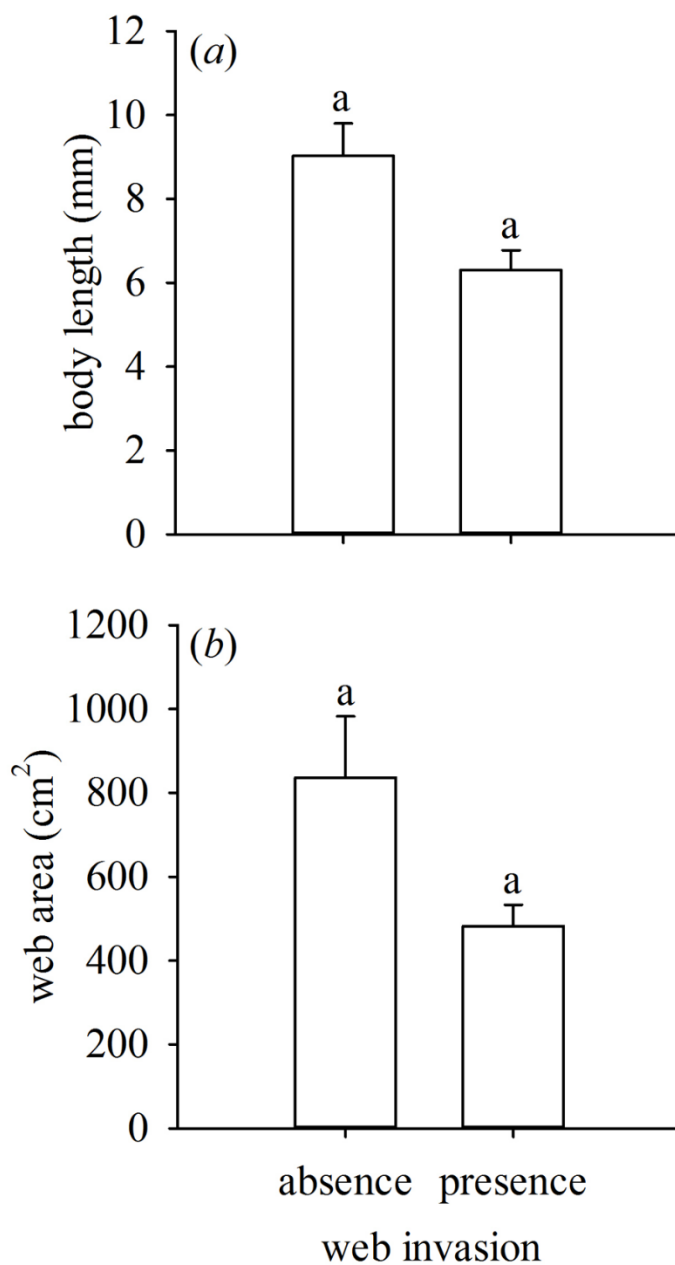 (a)
12
10
8
6
4
2
0
body length (mm)
a
a
(b)
1200
1000
800
600
400
200
0
web area (cm²)
a
a
absence presence
web invasion